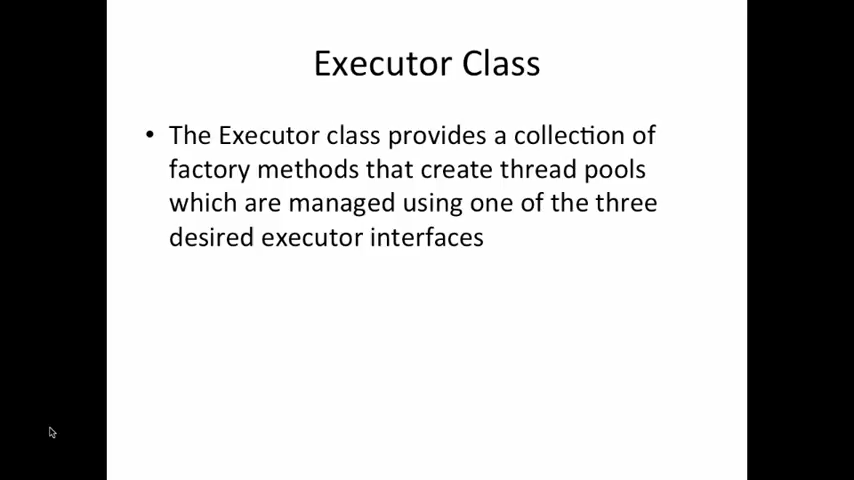 Executor Class
• The Executor class provides a collection of
factory methods that create thread pools
which are managed using one of the three
desired executor interfaces